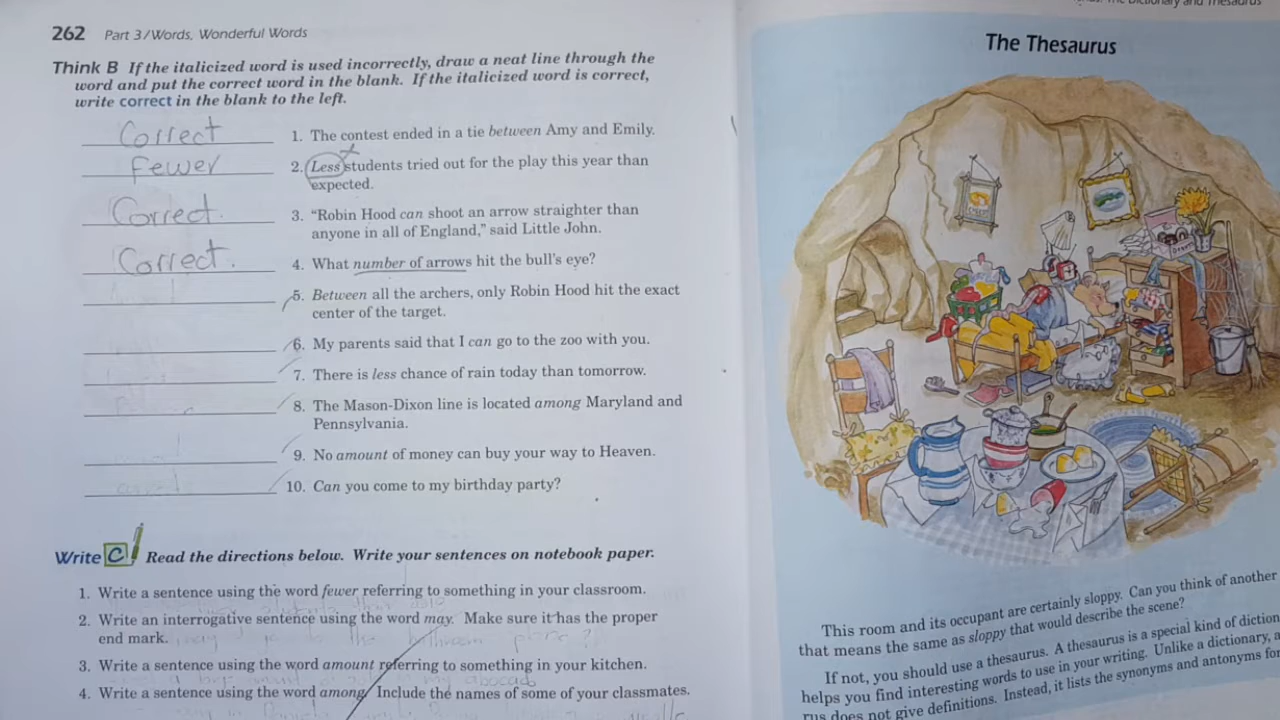 262 Part 3/Words, Wonderful Words
Think B If the italicized word is used incorrectly, draw a neat line through the
word and put the correct word in the blank. If the italicized word is correct,
write correct in the blank to the left.
Correct 1. The contest ended in a tie between Amy and Emily.
Fewer 2. Less students tried out for the play this year than
expected.
Correct. 3. "Robin Hood can shoot an arrow straighter than
anyone in all of England," said Little John.
Correct. 4. What number of arrows hit the bull's eye?
5. Between all the archers, only Robin Hood hit the exact
center of the target.
6. My parents said that I can go to the zoo with you.
7. There is less chance of rain today than tomorrow.
8. The Mason-Dixon line is located among Maryland and
Pennsylvania.
9. No amount of money can buy your way to Heaven.
10. Can you come to my birthday party?
Write C Read the directions below. Write your sentences on notebook paper.
1. Write a sentence using the word fewer referring to something in your classroom.
2. Write an interrogative sentence using the word may. Make sure it has the proper
end mark.
3. Write a sentence using the word amount referring to something in your kitchen.
4. Write a sentence using the word among. Include the names of some of your classmates.
The Dictionary and Thesaurus
The Thesaurus
This room and its occupant are certainly sloppy. Can you think of another
that means the same as sloppy that would describe the scene?
If not, you should use a thesaurus. A thesaurus is a special kind of diction
helps you find interesting words to use in your writing. Unlike a dictionary, a
rus does not give definitions. Instead, it lists the synonyms and antonyms for